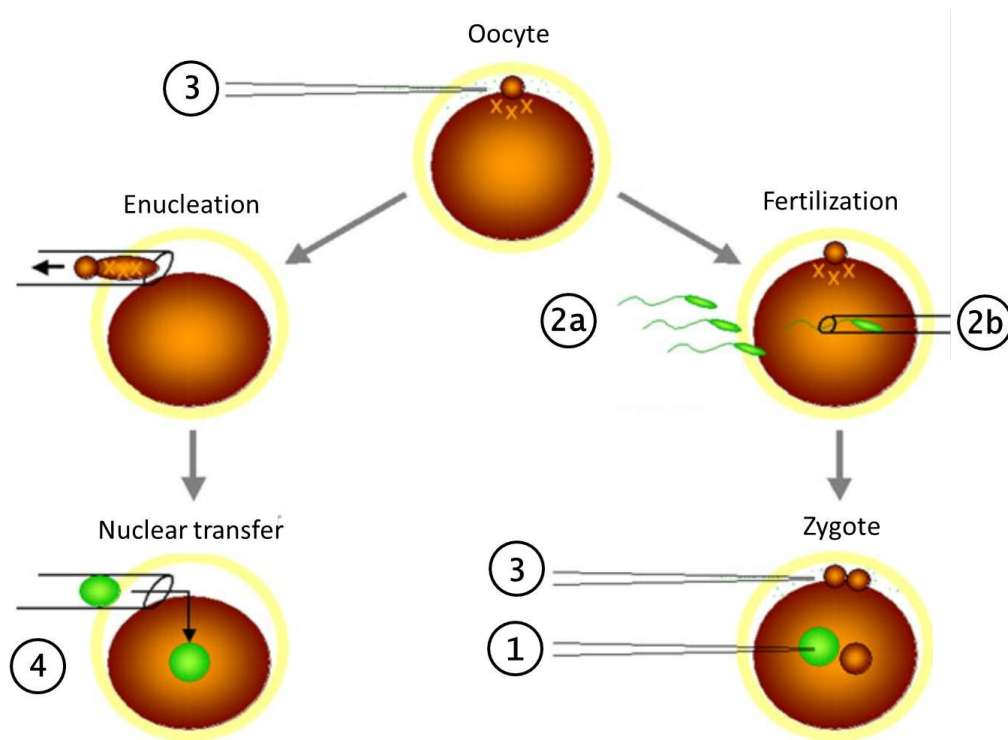 Oocyte
3
Enucleation
Fertilization
x x x
x x x
x x x
2a
2b
Nuclear transfer
Zygote
3
4
1